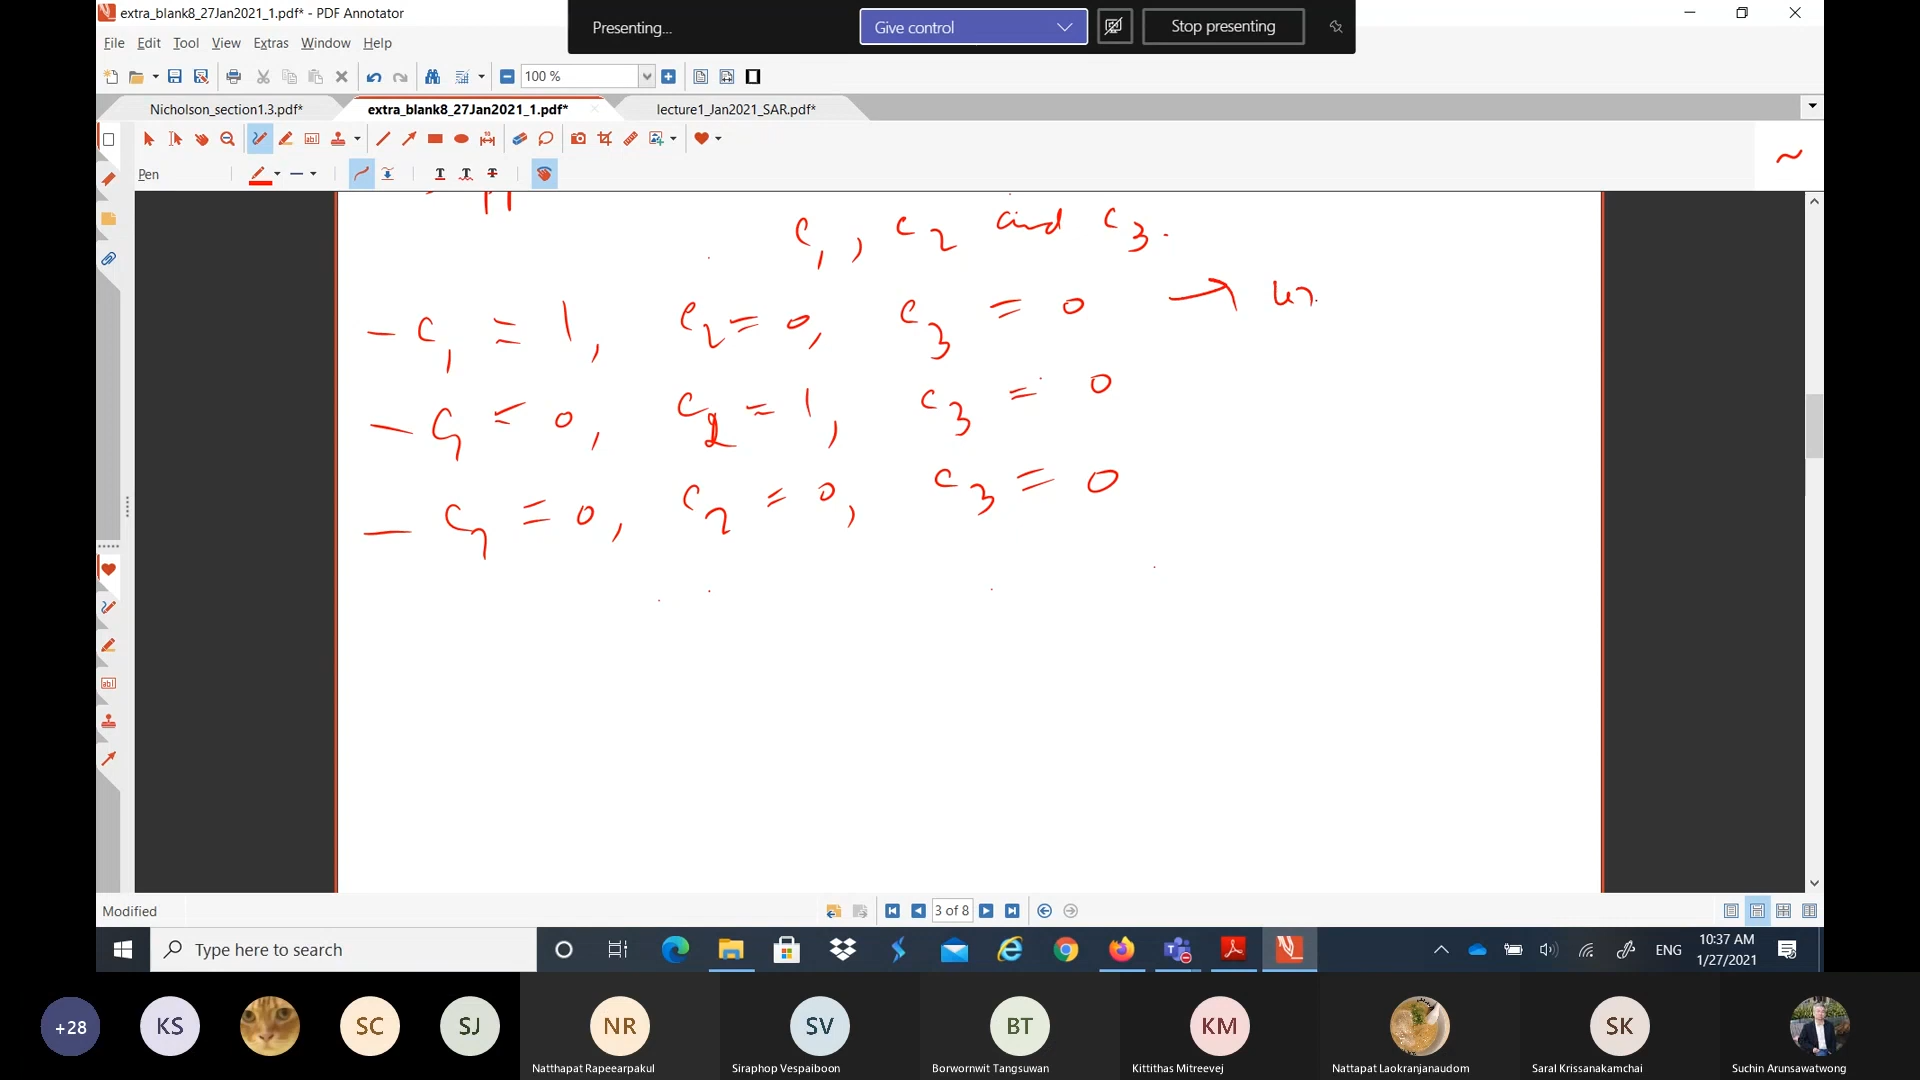 extra_blank8_27Jan2021_1.pdf* - PDF Annotator
Presenting...
Give control
Stop presenting
File Edit Tool View Extras Window Help
100 %
Nicholson_section1.3.pdf*
extra_blank8_27Jan2021_1.pdf*
lecture1_Jan2021_SAR.pdf*
Pen
c₁, c₂ and c₃.
- c₁ = 1, c₂ = 0, c₃ = 0 →
- c₁ = 0, c₂ = 1, c₃ = 0
- c₁ = 0, c₂ = 0, c₃ = 0
Modified
3 of 8
Type here to search
ENG
10:37 AM
1/27/2021
+28
KS
SC
SJ
NR
SV
BT
KM
SK
Natthapat Rapeearpakul
Siraphop Vespaiboon
Borwornwit Tangsuwan
Kittithas Mitreevej
Nattapat Laokranjanaudom
Saral Krissanakamchai
Suchin Arunsawatwong